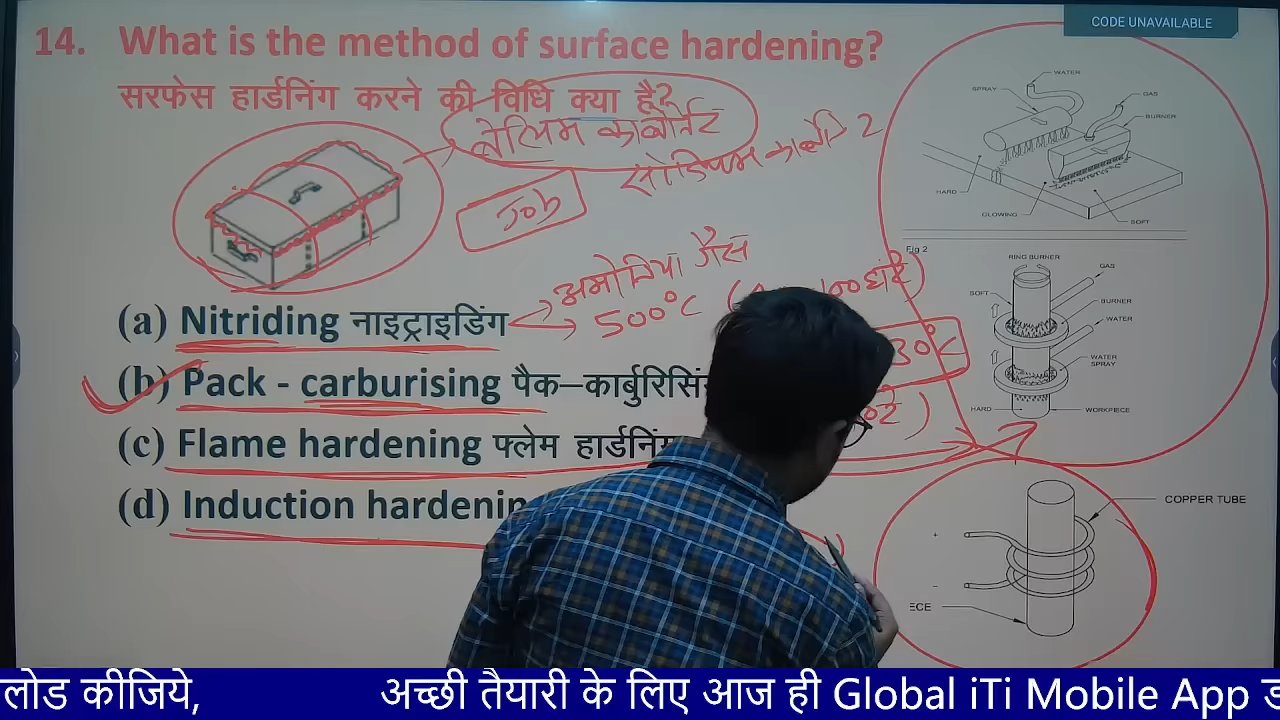 CODE UNAVAILABLE
14. What is the method of surface hardening?
सरफेस हार्डनिंग करने की विधि क्या है?
Job
अमोनिया गैस
500°C
(a) Nitriding नाइट्राइडिंग
(b) Pack - carburising पैक–कार्बुरिसिं
(c) Flame hardening फ्लेम हार्डनिंग
(d) Induction hardenin
WATER
SPRAY
GAS
BURNER
HARD
GLOWING
SOFT
Fig 2
RING BURNER
GAS
SOFT
BURNER
WATER
WATER SPRAY
HARD
WORKPIECE
COPPER TUBE
+
-
ECE
लोड कीजिये, अच्छी तैयारी के लिए आज ही Global iTi Mobile App ड